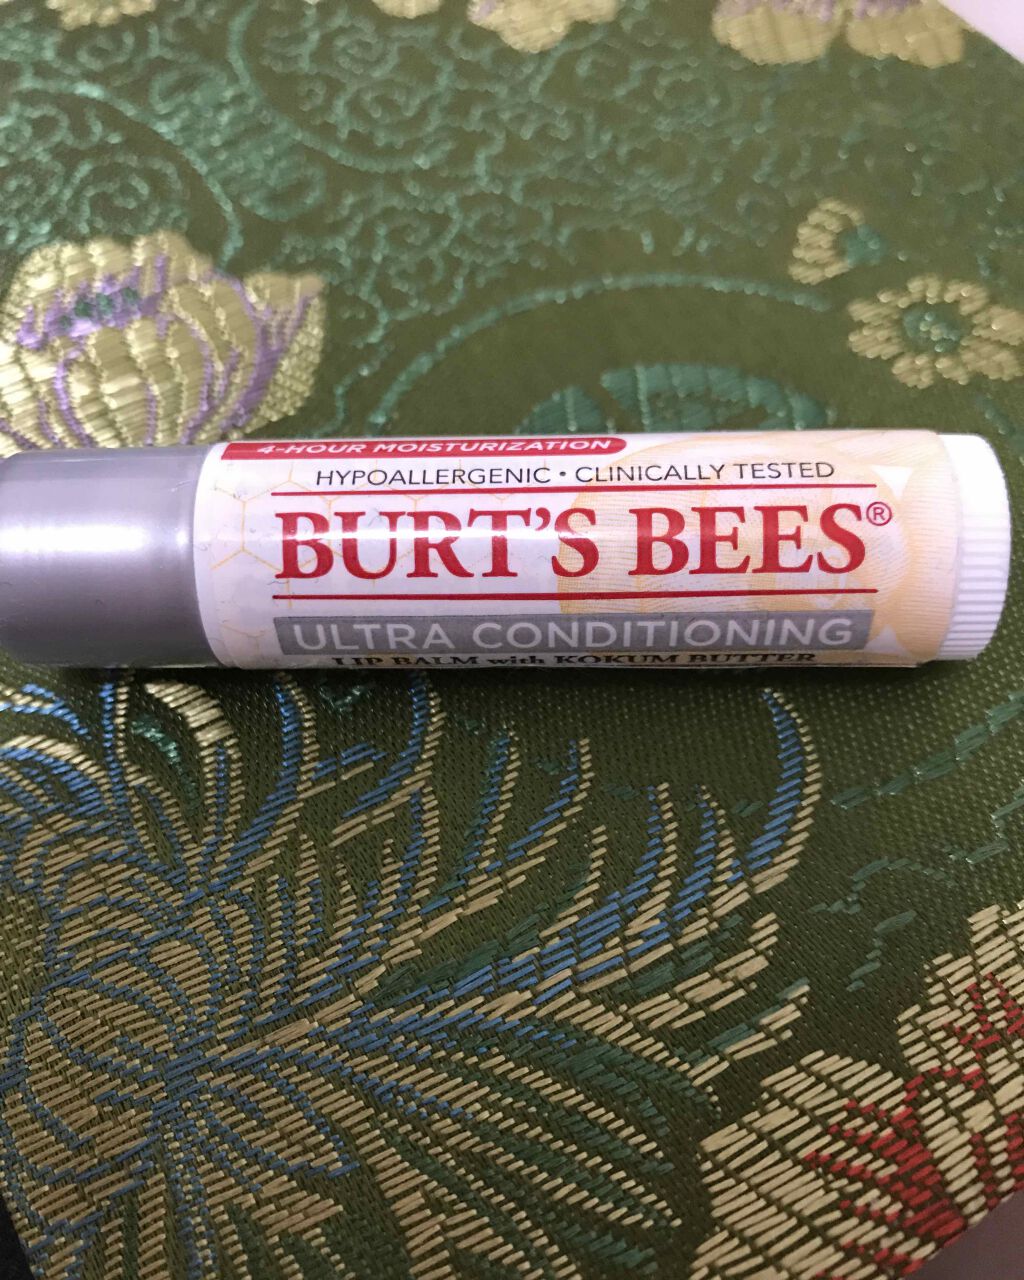 4-HOUR MOISTURIZATION
HYPOALLERGENIC • CLINICALLY TESTED
BURT'S BEES®
ULTRA CONDITIONING
LIP BALM with KOKUM BUTTER